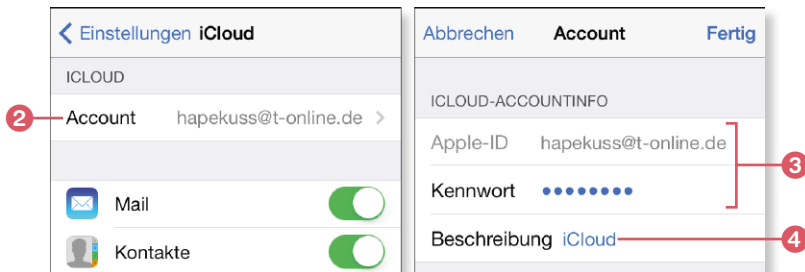 Einstellungen iCloud
ICLOUD
2 Account hapekuss@t-online.de
Mail
Kontakte
Abbrechen Account Fertig
ICLOUD-ACCOUNTINFO
Apple-ID hapekuss@t-online.de
3
Kennwort ••••••••
Beschreibung iCloud 4